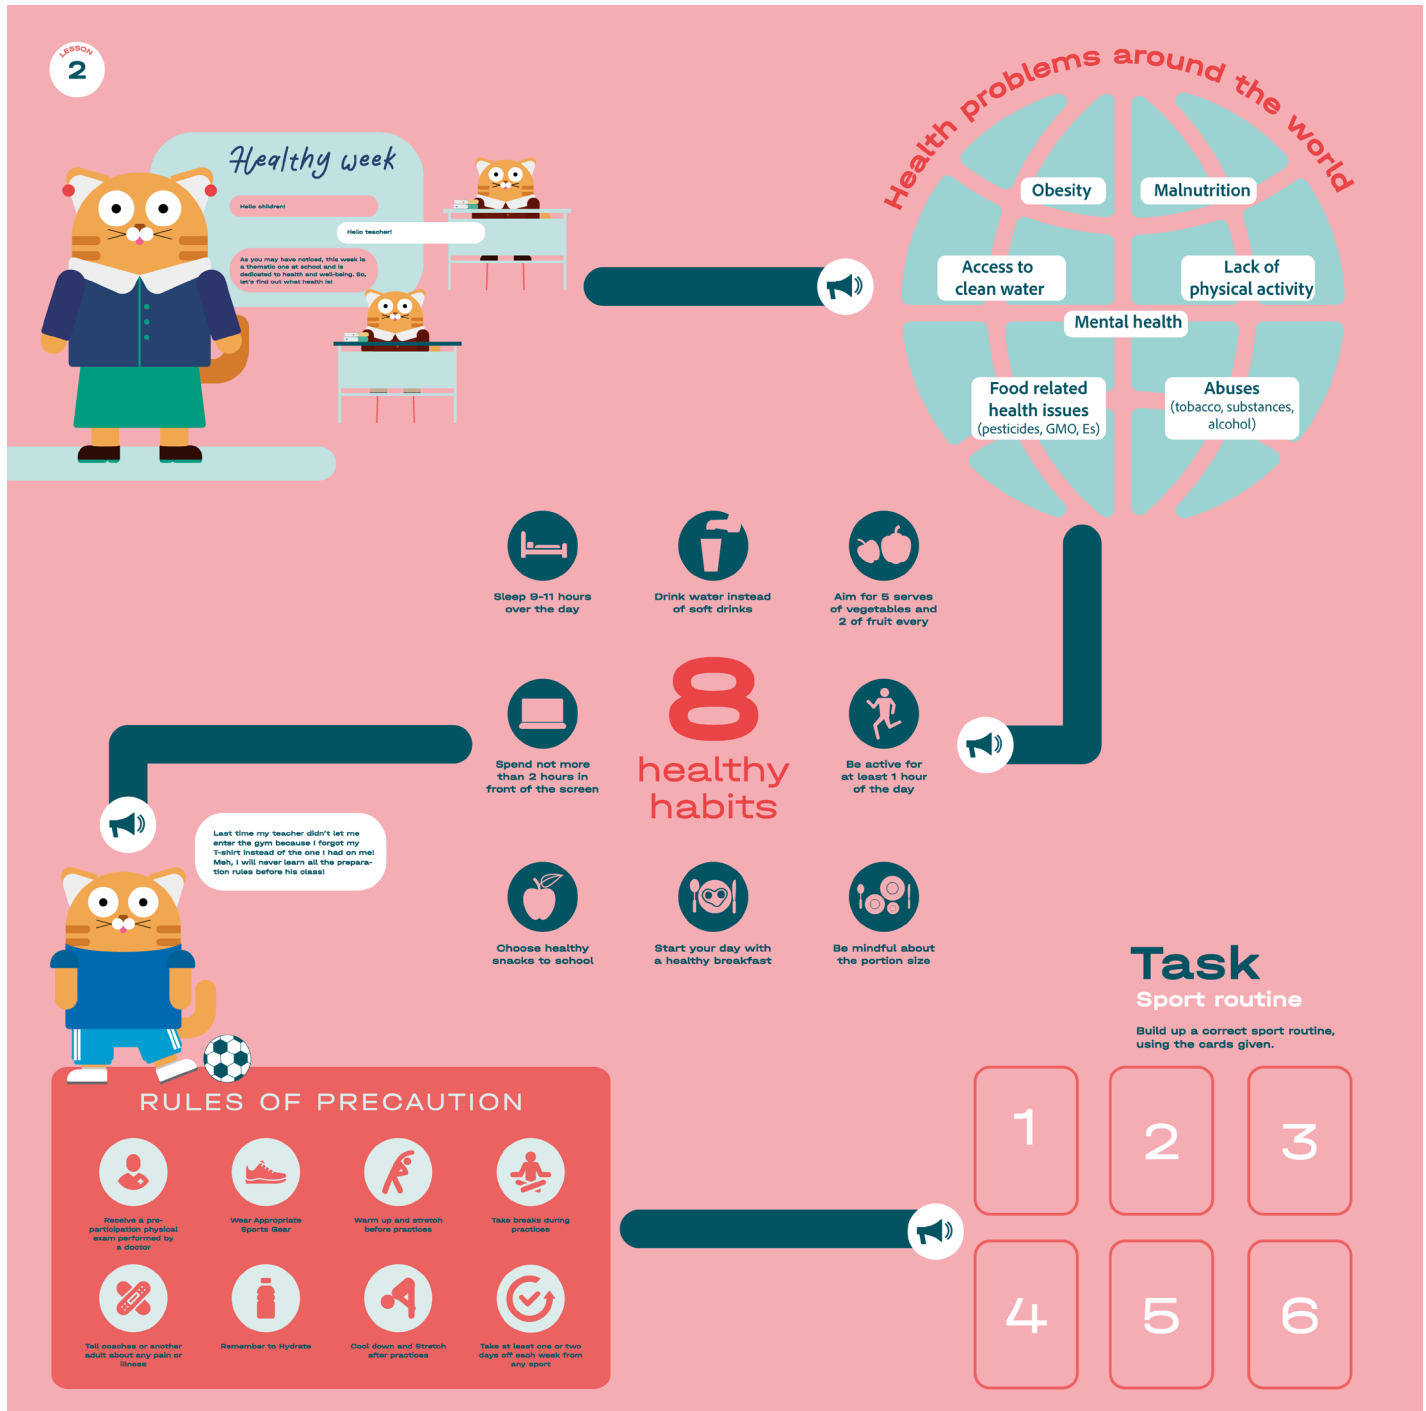 LESSON
2
Healthy week
Hello children!
Hello teacher!
As you may have noticed, this week is
a thematic one at school and is
dedicated to health and well-being. So,
let's find out what health is!
Health problems around the world
Obesity
Malnutrition
Access to
clean water
Lack of
physical activity
Mental health
Food related
health issues
(pesticides, GMO, Es)
Abuses
(tobacco, substances,
alcohol)
Sleep 9-11 hours
over the day
Drink water instead
of soft drinks
Aim for 5 serves
of vegetables and
2 of fruit every
Spend not more
than 2 hours in
front of the screen
8
healthy
habits
Be active for
at least 1 hour
of the day
Choose healthy
snacks to school
Start your day with
a healthy breakfast
Be mindful about
the portion size
Last time my teacher didn't let me
enter the gym because I forgot my
T-shirt instead of the one I had on me!
Meh, I will never learn all the prepara-
tion rules before his class!
RULES OF PRECAUTION
Receive a pre-
participation physical
exam performed by
a doctor
Wear Appropriate
Sports Gear
Warm up and stretch
before practices
Take breaks during
practices
Tell coaches or another
adult about any pain or
illness
Remember to Hydrate
Cool down and Stretch
after practices
Take at least one or two
days off each week from
any sport
Task
Sport routine
Build up a correct sport routine,
using the cards given.
1
2
3
4
5
6